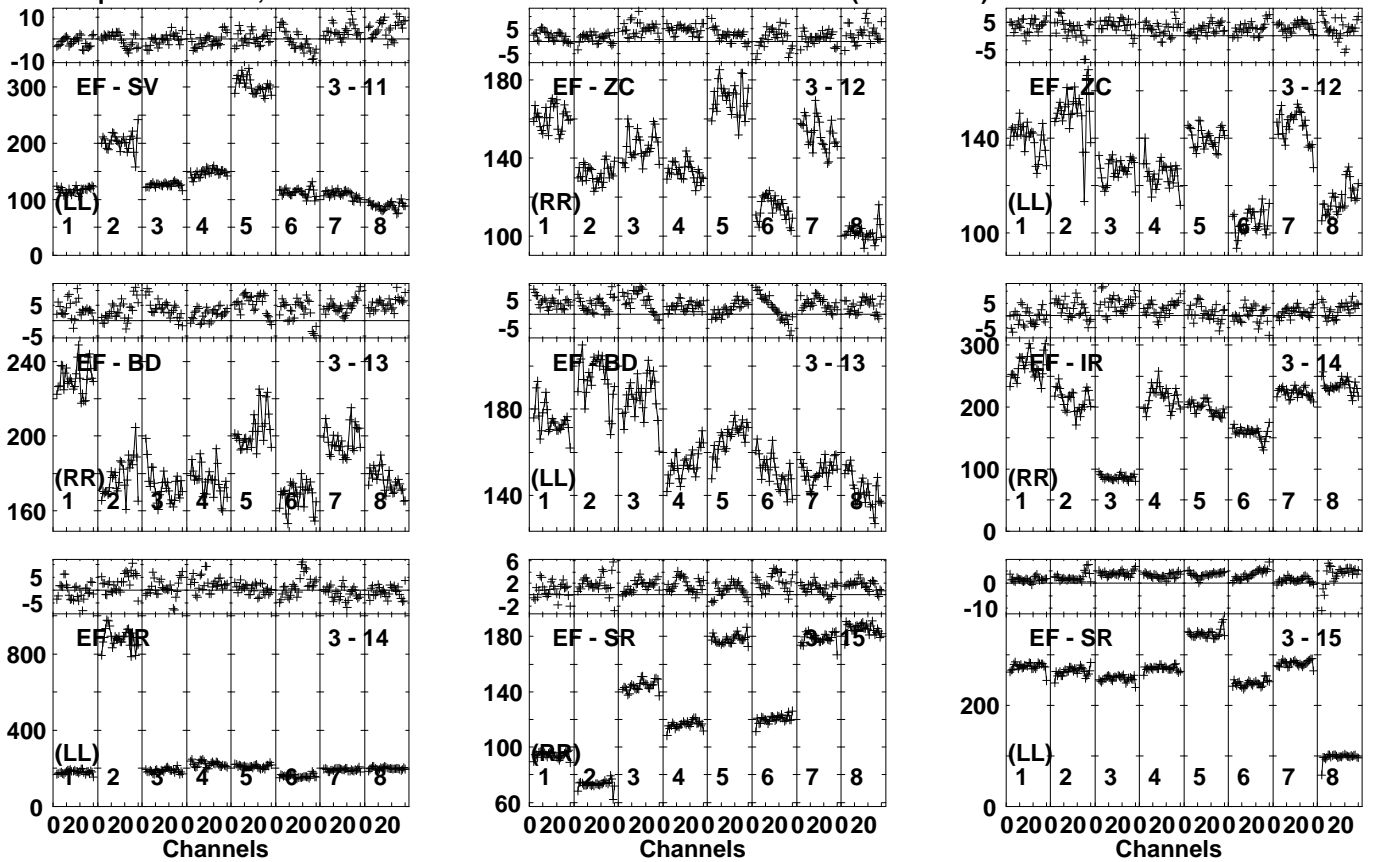 10
-10
300
200
100
0
EF - SV 3 - 11
(LL)
1 2 3 4 5 6 7 8
5
-5
180
140
100
EF - ZC 3 - 12
(RR)
1 2 3 4 5 6 7 8
5
-5
140
100
EF - ZC 3 - 12
(LL)
1 2 3 4 5 6 7 8
5
-5
240
200
160
EF - BD 3 - 13
(RR)
1 2 3 4 5 6 7 8
5
-5
180
140
EF - BD 3 - 13
(LL)
1 2 3 4 5 6 7 8
5
-5
300
200
100
0
EF - IR 3 - 14
(RR)
1 2 3 4 5 6 7 8
5
-5
800
400
0
EF - IR 3 - 14
(LL)
1 2 3 4 5 6 7 8
0 20 0 20 0 20 0 20 0 20 0 20 0 20 0 20
Channels
6
2
-2
180
140
100
60
EF - SR 3 - 15
(RR)
1 2 3 4 5 6 7 8
0 20 0 20 0 20 0 20 0 20 0 20 0 20 0 20
Channels
0
-10
200
0
EF - SR 3 - 15
(LL)
1 2 3 4 5 6 7 8
0 20 0 20 0 20 0 20 0 20 0 20 0 20 0 20
Channels